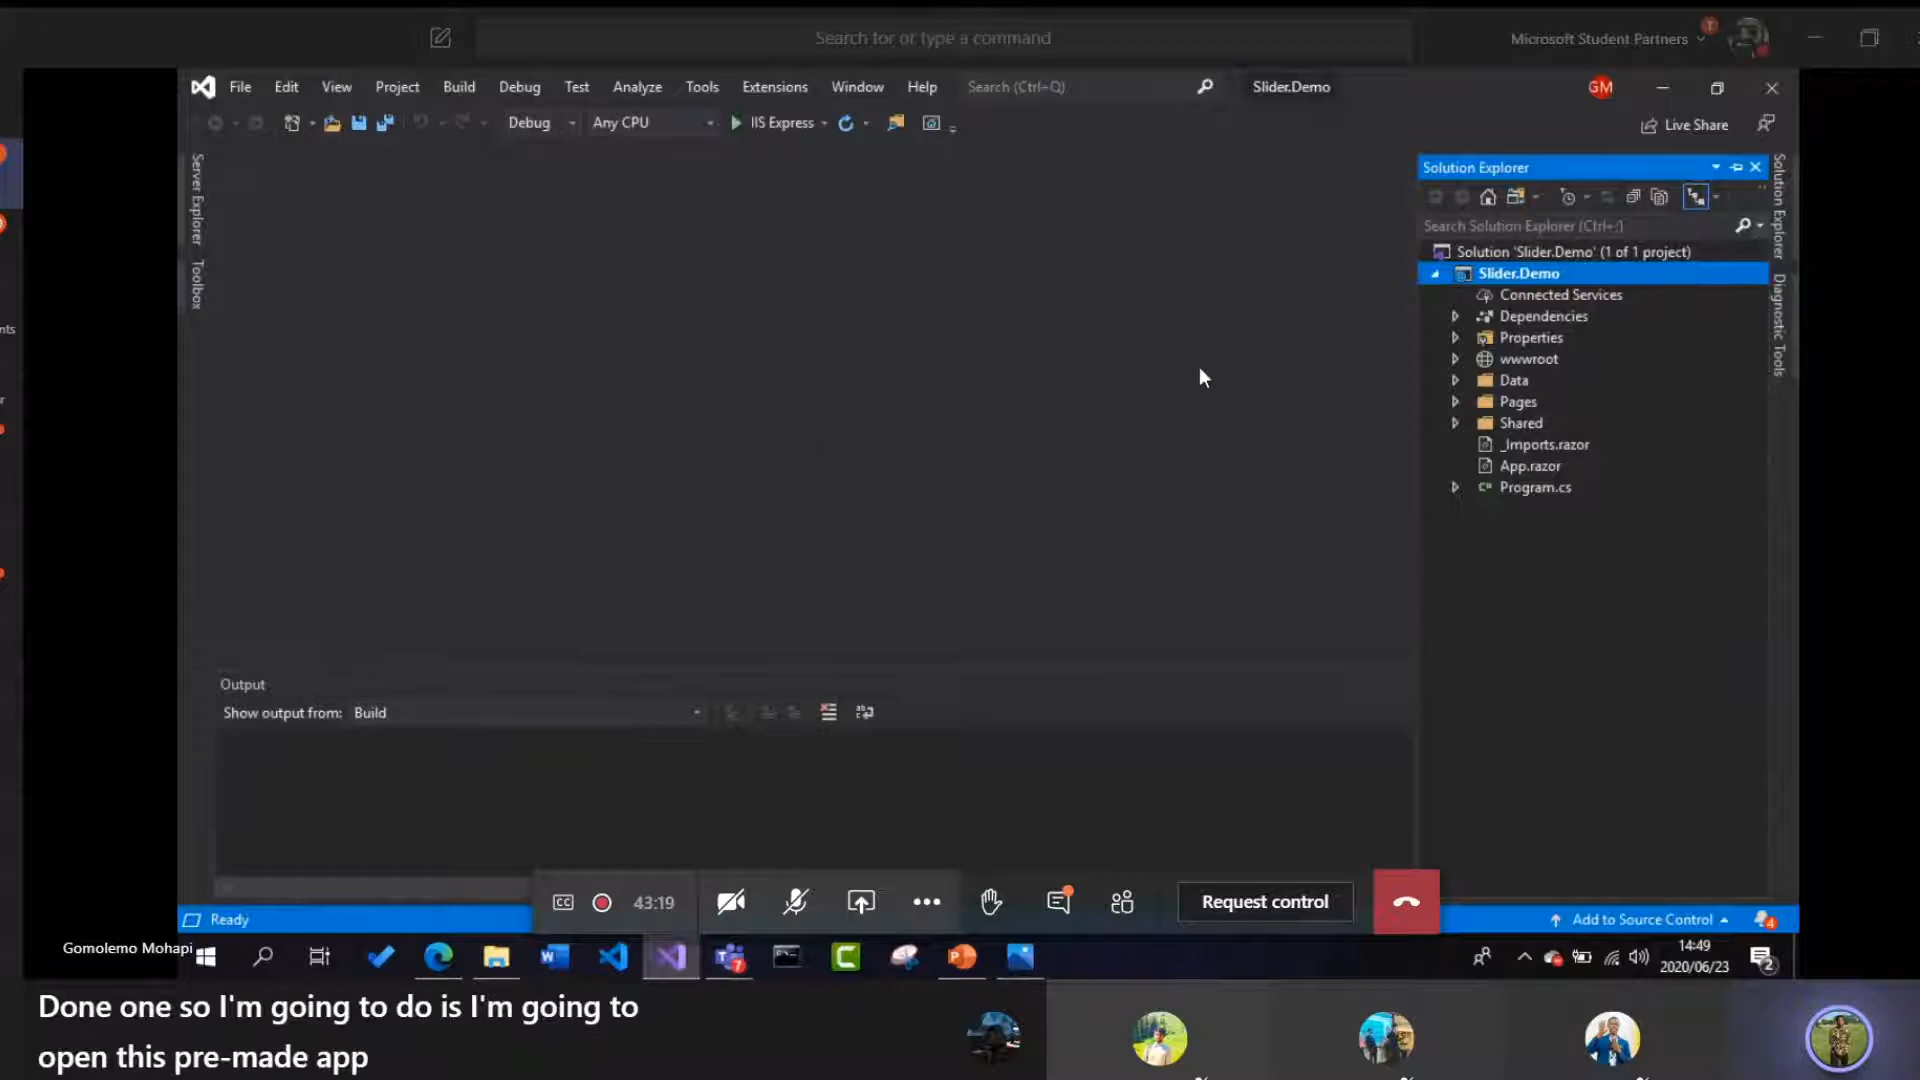 Search for or type a command
Microsoft Student Partners
File Edit View Project Build Debug Test Analyze Tools Extensions Window Help Search (Ctrl+Q) Slider.Demo GM
Debug Any CPU IIS Express Live Share
Server Explorer
Toolbox
Solution Explorer
Search Solution Explorer (Ctrl+;)
Solution 'Slider.Demo' (1 of 1 project)
Slider.Demo
Connected Services
Dependencies
Properties
wwwroot
Data
Pages
Shared
_Imports.razor
App.razor
C# Program.cs
Solution Explorer
Diagnostic Tools
nts
r
Output
Show output from: Build
CC 43:19 Request control
Ready Add to Source Control 4
Gomolemo Mohapi
7
14:49
2020/06/23
2
Done one so I'm going to do is I'm going to
open this pre-made app